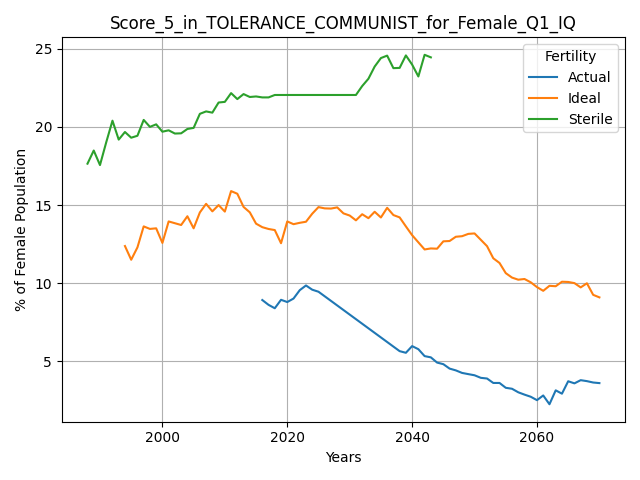 Score_5_in_TOLERANCE_COMMUNIST_for_Female_Q1_IQ
25
20
15
10
5
% of Female Population
Fertility
Actual
Ideal
Sterile
2000 2020 2040 2060
Years